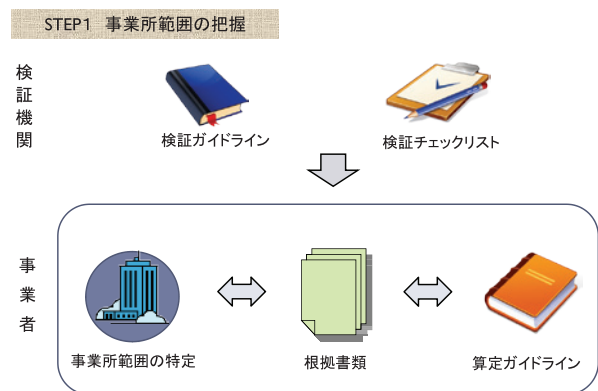 STEP1 事業所範囲の把握
検証機関
検証ガイドライン
検証チェックリスト
事業者
事業所範囲の特定
根拠書類
算定ガイドライン